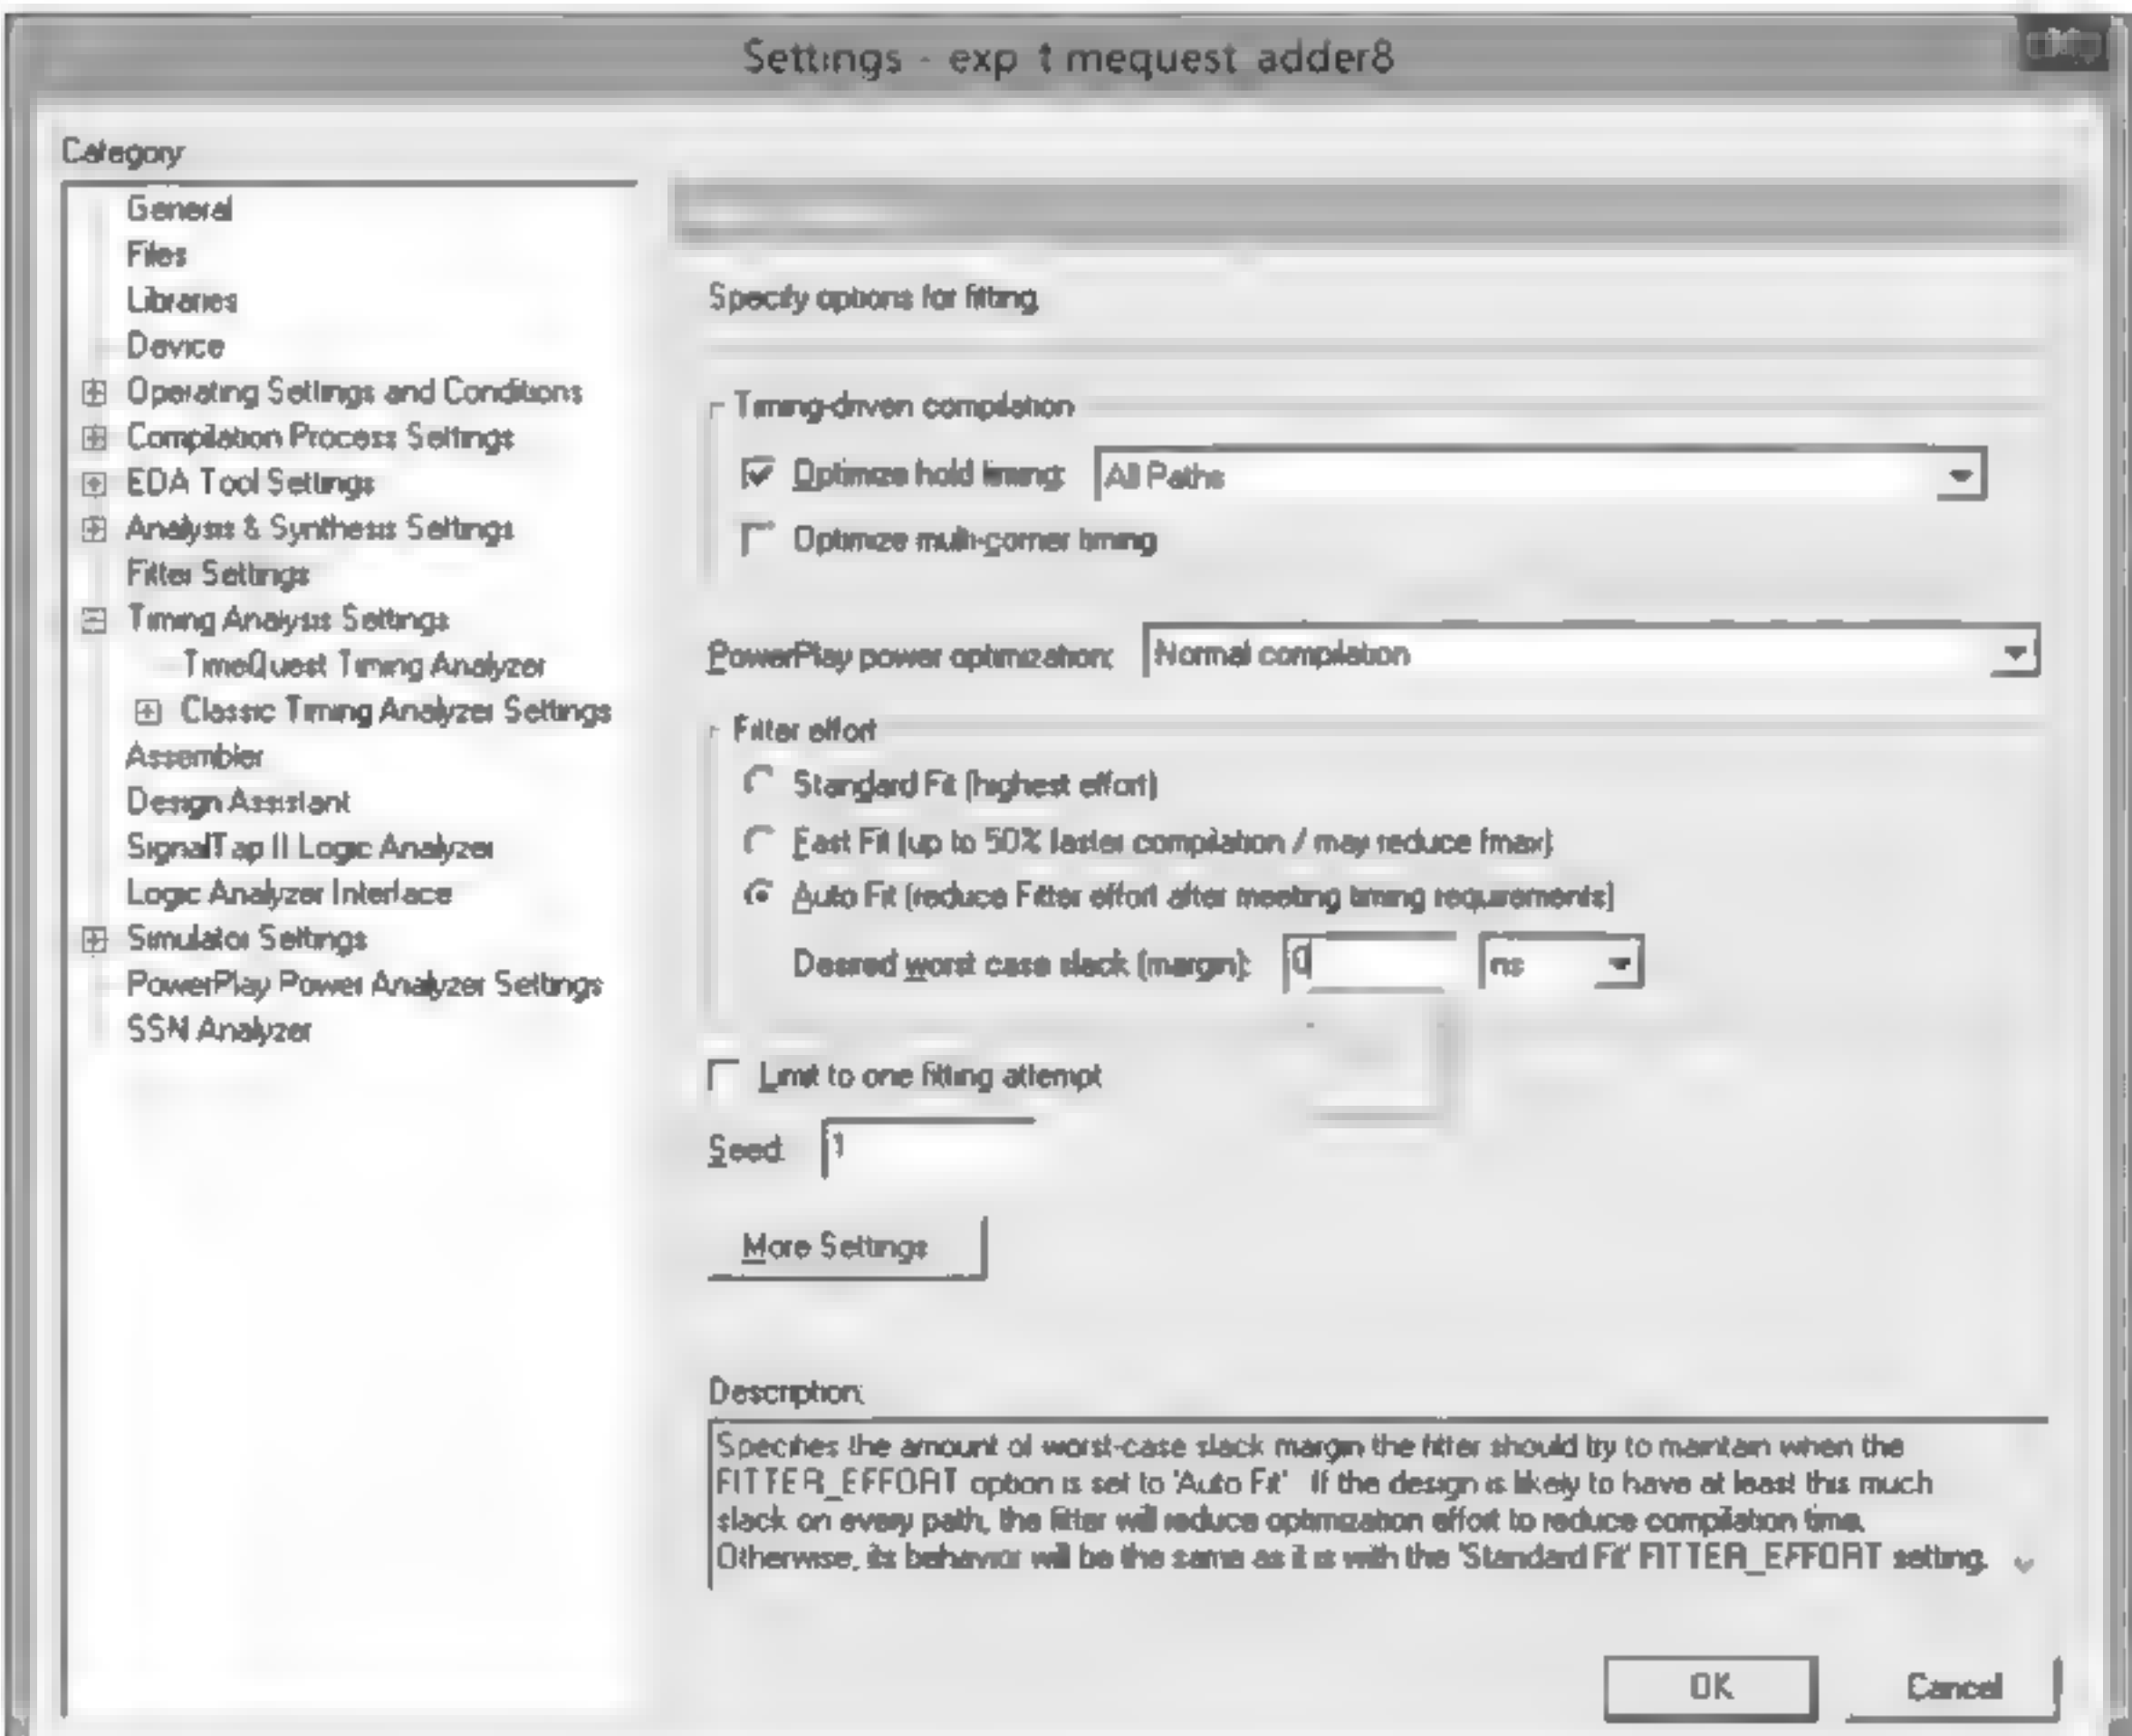 Settings - exp t mequest adder8
Category
General
Files
Libraries
Device
Operating Settings and Conditions
Compilation Process Settings
EDA Tool Settings
Analysis & Synthesis Settings
Fitter Settings
Timing Analysis Settings
TimeQuest Timing Analyzer
Classic Timing Analyzer Settings
Assembler
Design Assistant
SignalTap II Logic Analyzer
Logic Analyzer Interface
Simulator Settings
PowerPlay Power Analyzer Settings
SSN Analyzer
Specify options for fitting.
Timing-driven compilation
Optimize hold timing: All Paths
Optimize multi-corner timing
PowerPlay power optimization: Normal compilation
Fitter effort
Standard Fit (highest effort)
Fast Fit (up to 50% faster compilation / may reduce fmax)
Auto Fit (reduce Fitter effort after meeting timing requirements)
Desired worst case slack (margin): 0 ns
Limit to one fitting attempt
Seed: 1
More Settings
Description:
Specifies the amount of worst-case slack margin the fitter should try to maintain when the
FITTER_EFFORT option is set to 'Auto Fit' If the design is likely to have at least this much
slack on every path, the fitter will reduce optimization effort to reduce compilation time.
Otherwise, its behavior will be the same as it is with the 'Standard Fit' FITTER_EFFORT setting.
OK Cancel